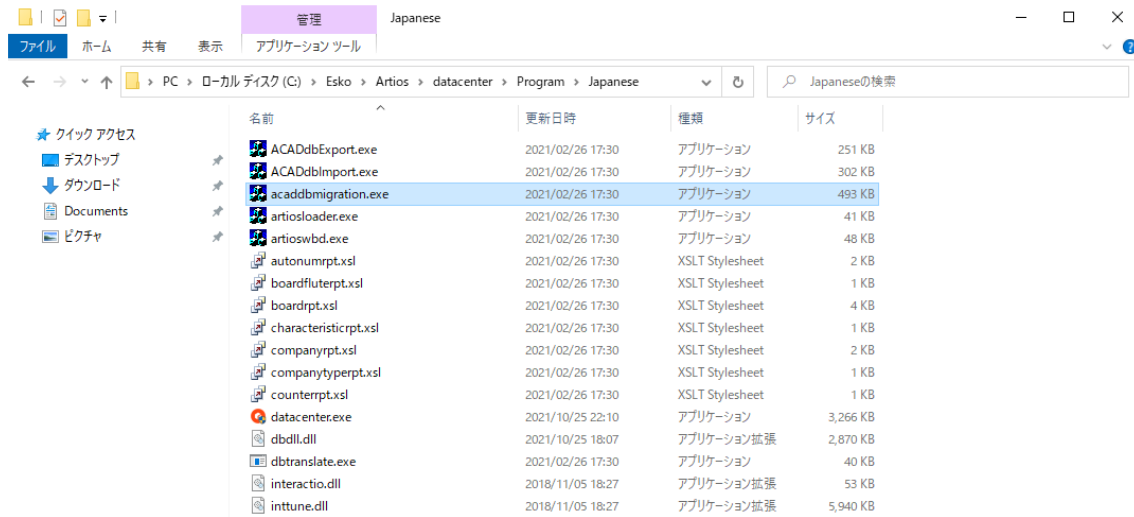 管理
Japanese
ファイル ホーム 共有 表示 アプリケーション ツール
PC › ローカル ディスク (C:) › Esko › Artios › datacenter › Program › Japanese
Japaneseの検索
クイック アクセス
デスクトップ
ダウンロード
Documents
ピクチャ
名前 更新日時 種類 サイズ
ACADdbExport.exe 2021/02/26 17:30 アプリケーション 251 KB
ACADdbImport.exe 2021/02/26 17:30 アプリケーション 302 KB
acaddbmigration.exe 2021/02/26 17:30 アプリケーション 493 KB
artiosloader.exe 2021/02/26 17:30 アプリケーション 41 KB
artioswbd.exe 2021/02/26 17:30 アプリケーション 48 KB
autonumrpt.xsl 2021/02/26 17:30 XSLT Stylesheet 2 KB
boardfluterpt.xsl 2021/02/26 17:30 XSLT Stylesheet 1 KB
boardrpt.xsl 2021/02/26 17:30 XSLT Stylesheet 4 KB
characteristicrpt.xsl 2021/02/26 17:30 XSLT Stylesheet 1 KB
companyrpt.xsl 2021/02/26 17:30 XSLT Stylesheet 2 KB
companytyperpt.xsl 2021/02/26 17:30 XSLT Stylesheet 1 KB
counterrpt.xsl 2021/02/26 17:30 XSLT Stylesheet 1 KB
datacenter.exe 2021/10/25 22:10 アプリケーション 3,266 KB
dbdll.dll 2021/10/25 18:07 アプリケーション拡張 2,870 KB
dbtranslate.exe 2021/02/26 17:30 アプリケーション 40 KB
interactio.dll 2018/11/05 18:27 アプリケーション拡張 53 KB
inttune.dll 2018/11/05 18:27 アプリケーション拡張 5,940 KB